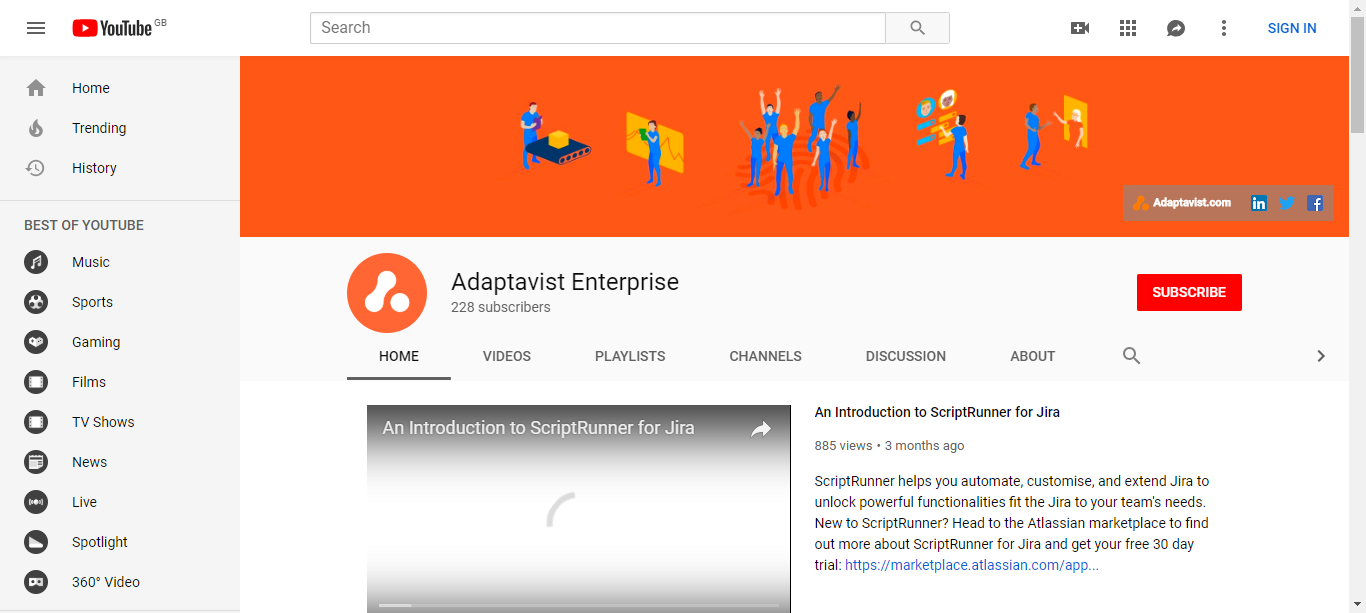 YouTube GB
Search
SIGN IN
Home
Trending
History
BEST OF YOUTUBE
Music
Sports
Gaming
Films
TV Shows
News
Live
Spotlight
360° Video
Adaptavist.com
Adaptavist Enterprise
228 subscribers
SUBSCRIBE
HOME VIDEOS PLAYLISTS CHANNELS DISCUSSION ABOUT
An Introduction to ScriptRunner for Jira
An Introduction to ScriptRunner for Jira
885 views • 3 months ago
ScriptRunner helps you automate, customise, and extend Jira to
unlock powerful functionalities fit the Jira to your team's needs.
New to ScriptRunner? Head to the Atlassian marketplace to find
out more about ScriptRunner for Jira and get your free 30 day
trial: https://marketplace.atlassian.com/app...